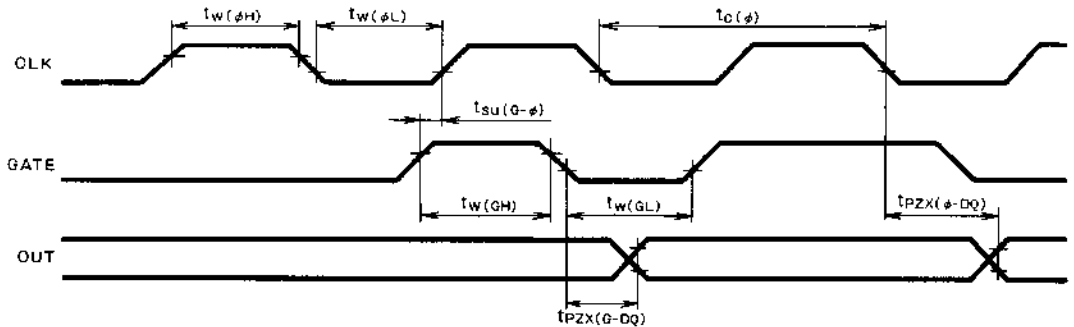 tW(φH)
tW(φL)
tC(φ)
CLK
tSU(G-φ)
GATE
tW(GH)
tW(GL)
tPZX(φ-DQ)
OUT
tPZX(G-DQ)